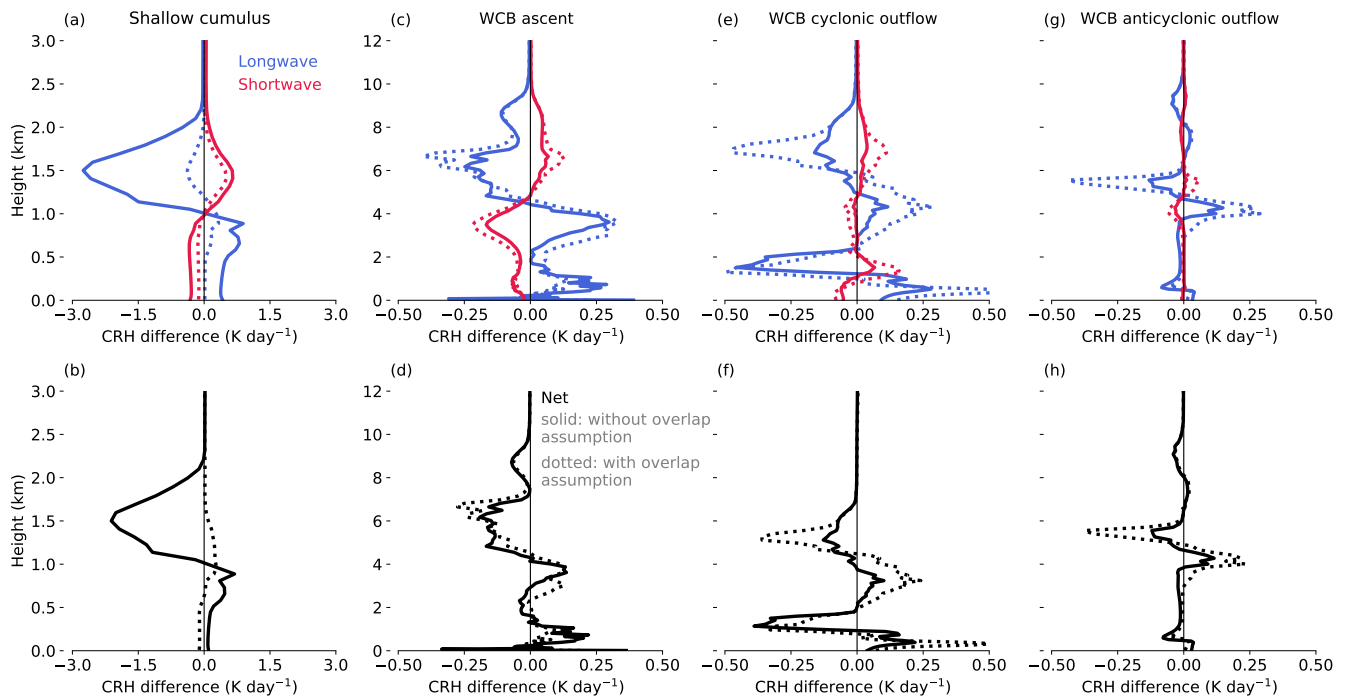 (a)
Shallow cumulus
(c)
WCB ascent
(e)
WCB cyclonic outflow
(g)
WCB anticyclonic outflow
3.0
2.5
2.0
1.5
1.0
0.5
0.0
Height (km)
Longwave
Shortwave
−3.0
−1.5
0.0
1.5
3.0
CRH difference (K day−1)
12
10
8
6
4
2
0
−0.50
−0.25
0.00
0.25
0.50
CRH difference (K day−1)
−0.50
−0.25
0.00
0.25
0.50
CRH difference (K day−1)
−0.50
−0.25
0.00
0.25
0.50
CRH difference (K day−1)
(b)
(d)
(f)
(h)
3.0
2.5
2.0
1.5
1.0
0.5
0.0
Height (km)
−3.0
−1.5
0.0
1.5
3.0
CRH difference (K day−1)
12
10
8
6
4
2
0
Net
solid: without overlap
assumption
dotted: with overlap
assumption
−0.50
−0.25
0.00
0.25
0.50
CRH difference (K day−1)
−0.50
−0.25
0.00
0.25
0.50
CRH difference (K day−1)
−0.50
−0.25
0.00
0.25
0.50
CRH difference (K day−1)